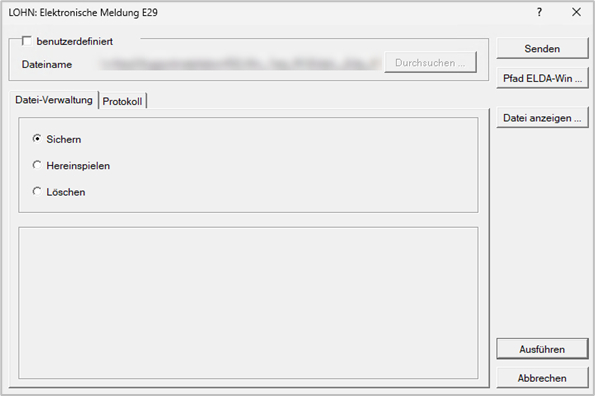 LOHN: Elektronische Meldung E29
benutzerdefiniert
Dateiname
Durchsuchen ...
Senden
Pfad ELDA-Win ...
Datei anzeigen ...
Datei-Verwaltung Protokoll
Sichern
Hereinspielen
Löschen
Ausführen
Abbrechen